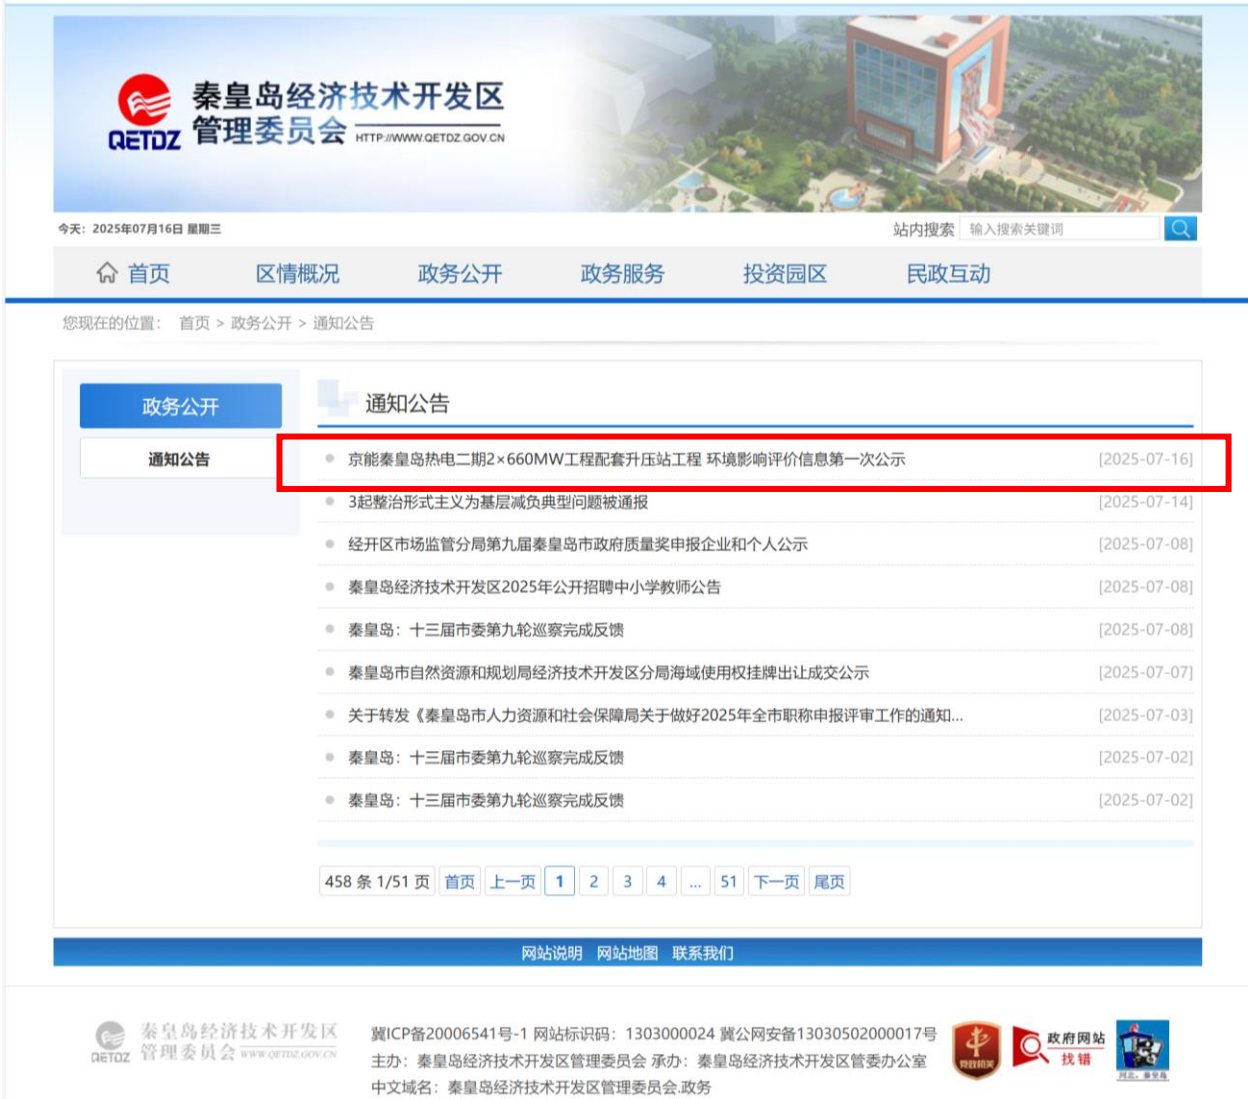 秦皇岛经济技术开发区
管理委员会 HTTP://WWW.QETDZ.GOV.CN
QETDZ
今天：2025年07月16日 星期三
站内搜索 输入搜索关键词
首页 区情概况 政务公开 政务服务 投资园区 民政互动
您现在的位置： 首页 > 政务公开 > 通知公告
政务公开
通知公告
通知公告
京能秦皇岛热电二期2×660MW工程配套升压站工程 环境影响评价信息第一次公示 [2025-07-16]
3起整治形式主义为基层减负典型问题被通报 [2025-07-14]
经开区市场监管分局第九届秦皇岛市政府质量奖申报企业和个人公示 [2025-07-08]
秦皇岛经济技术开发区2025年公开招聘中小学教师公告 [2025-07-08]
秦皇岛：十三届市委第九轮巡察完成反馈 [2025-07-08]
秦皇岛市自然资源和规划局经济技术开发区分局海域使用权挂牌出让成交公示 [2025-07-07]
关于转发《秦皇岛市人力资源和社会保障局关于做好2025年全市职称申报评审工作的通知... [2025-07-03]
秦皇岛：十三届市委第九轮巡察完成反馈 [2025-07-02]
秦皇岛：十三届市委第九轮巡察完成反馈 [2025-07-02]
458 条 1/51 页 首页 上一页 1 2 3 4 ... 51 下一页 尾页
网站说明 网站地图 联系我们
秦皇岛经济技术开发区
管理委员会 WWW.QETDZ.GOV.CN
QETDZ
冀ICP备20006541号-1 网站标识码：1303000024 冀公网安备13030502000017号
主办：秦皇岛经济技术开发区管理委员会 承办：秦皇岛经济技术开发区管委办公室
中文域名：秦皇岛经济技术开发区管理委员会.政务
党政机关
政府网站
找错
河北．秦皇岛